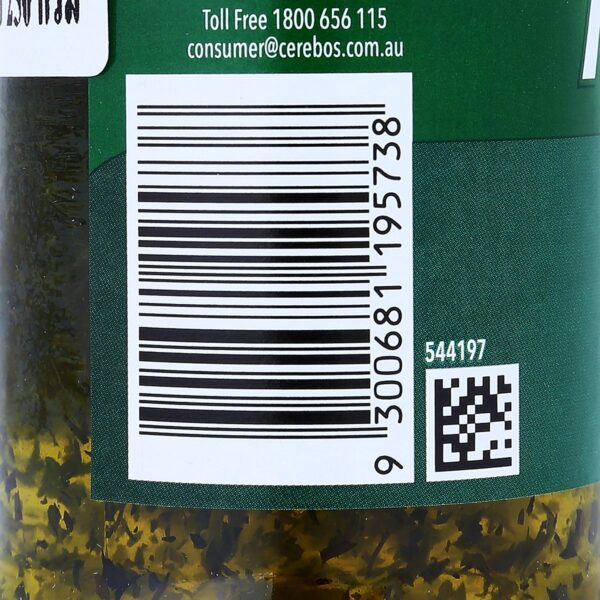 Toll Free 1800 656 115
consumer@cerebos.com.au
9 300681 195738
544197